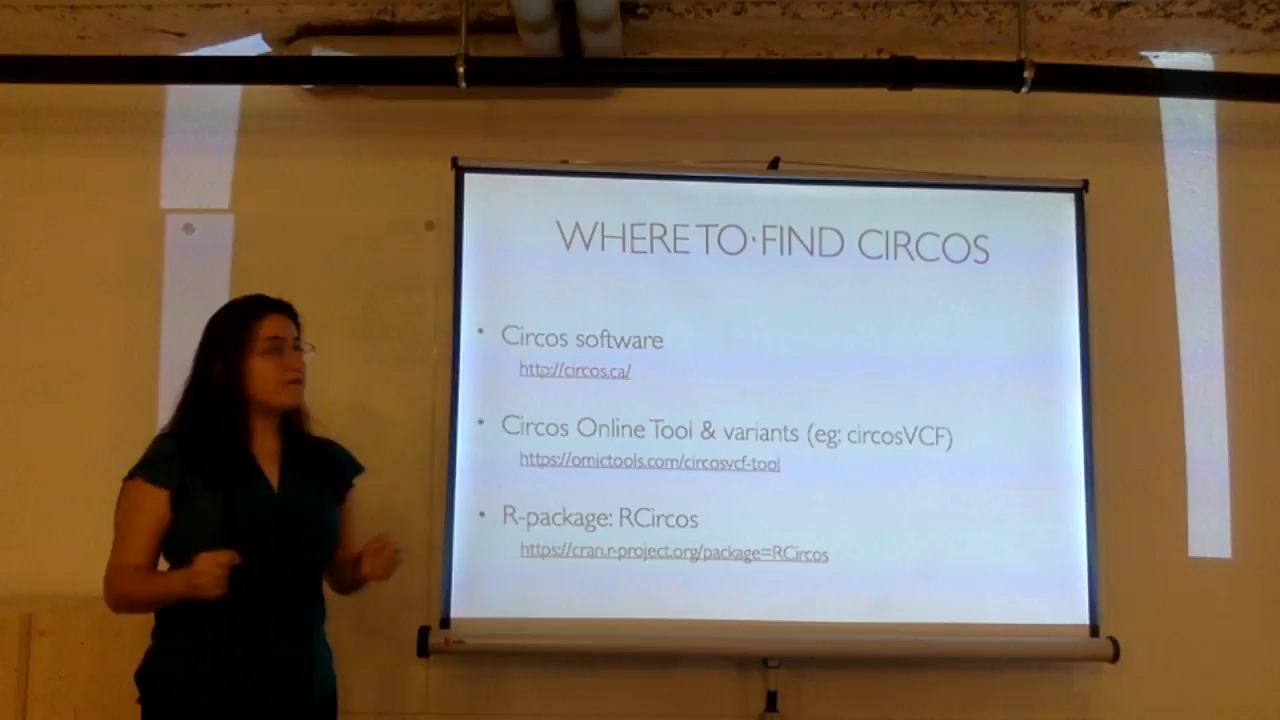 WHERE TO FIND CIRCOS
• Circos software
http://circos.ca/
• Circos Online Tool & variants (eg: circosVCF)
https://omictools.com/circosvcf-tool
• R-package: RCircos
https://cran.r-project.org/package=RCircos